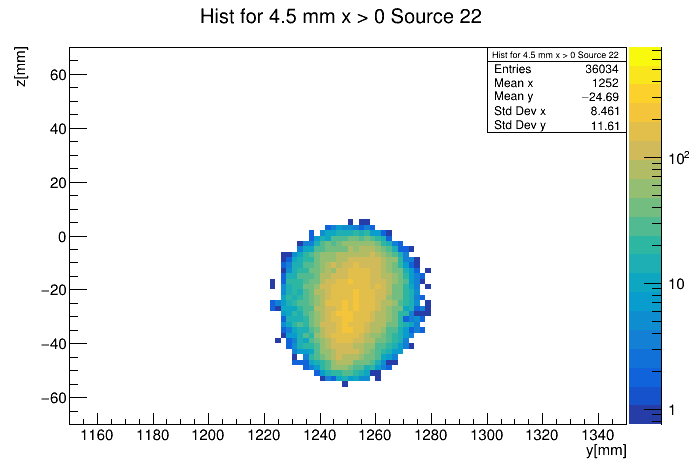 Hist for 4.5 mm x > 0 Source 22
z[mm]
Hist for 4.5 mm x > 0 Source 22
Entries 36034
Mean x 1252
Mean y −24.69
Std Dev x 8.461
Std Dev y 11.61
60
40
20
0
−20
−40
−60
10²
10
1
1160 1180 1200 1220 1240 1260 1280 1300 1320 1340
y[mm]